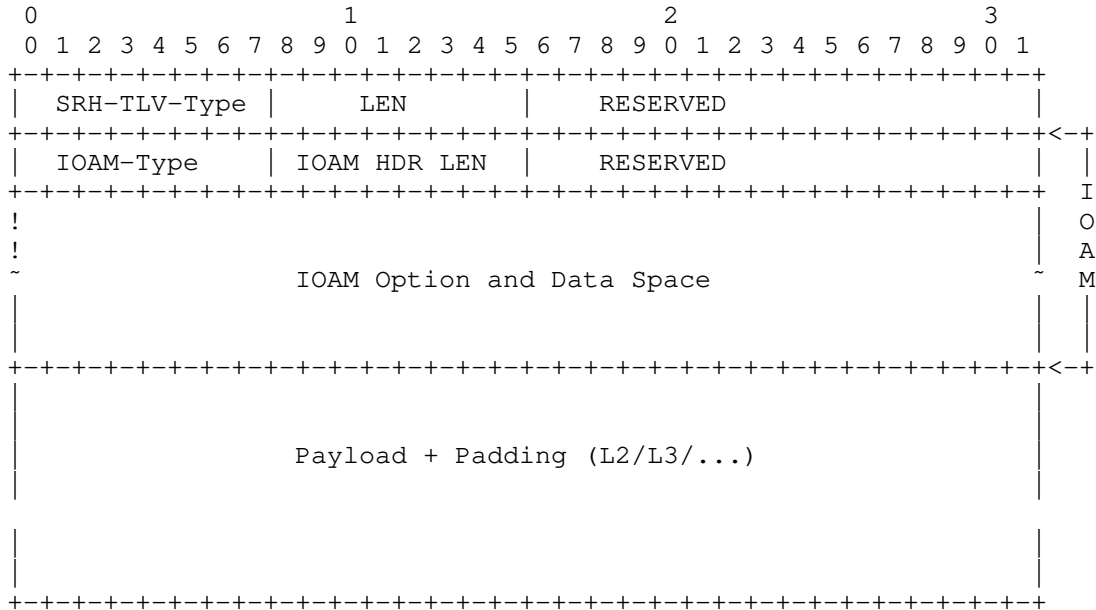 0                   1                   2                   3
0 1 2 3 4 5 6 7 8 9 0 1 2 3 4 5 6 7 8 9 0 1 2 3 4 5 6 7 8 9 0 1
+-+-+-+-+-+-+-+-+-+-+-+-+-+-+-+-+-+-+-+-+-+-+-+-+-+-+-+-+-+-+-+-+
|  SRH-TLV-Type |     LEN       |    RESERVED                   |
+-+-+-+-+-+-+-+-+-+-+-+-+-+-+-+-+-+-+-+-+-+-+-+-+-+-+-+-+-+-+-+-+<-+
|  IOAM-Type    | IOAM HDR LEN  |    RESERVED                   |  |
+-+-+-+-+-+-+-+-+-+-+-+-+-+-+-+-+-+-+-+-+-+-+-+-+-+-+-+-+-+-+-+-+  I
!                                                               |  O
!                                                               |  A
~                 IOAM Option and Data Space                    ~  M
|                                                               |  |
|                                                               |  |
+-+-+-+-+-+-+-+-+-+-+-+-+-+-+-+-+-+-+-+-+-+-+-+-+-+-+-+-+-+-+-+-+<-+
|                                                               |
|                                                               |
|                 Payload + Padding (L2/L3/...)                 |
|                                                               |
|                                                               |
|                                                               |
+-+-+-+-+-+-+-+-+-+-+-+-+-+-+-+-+-+-+-+-+-+-+-+-+-+-+-+-+-+-+-+-+